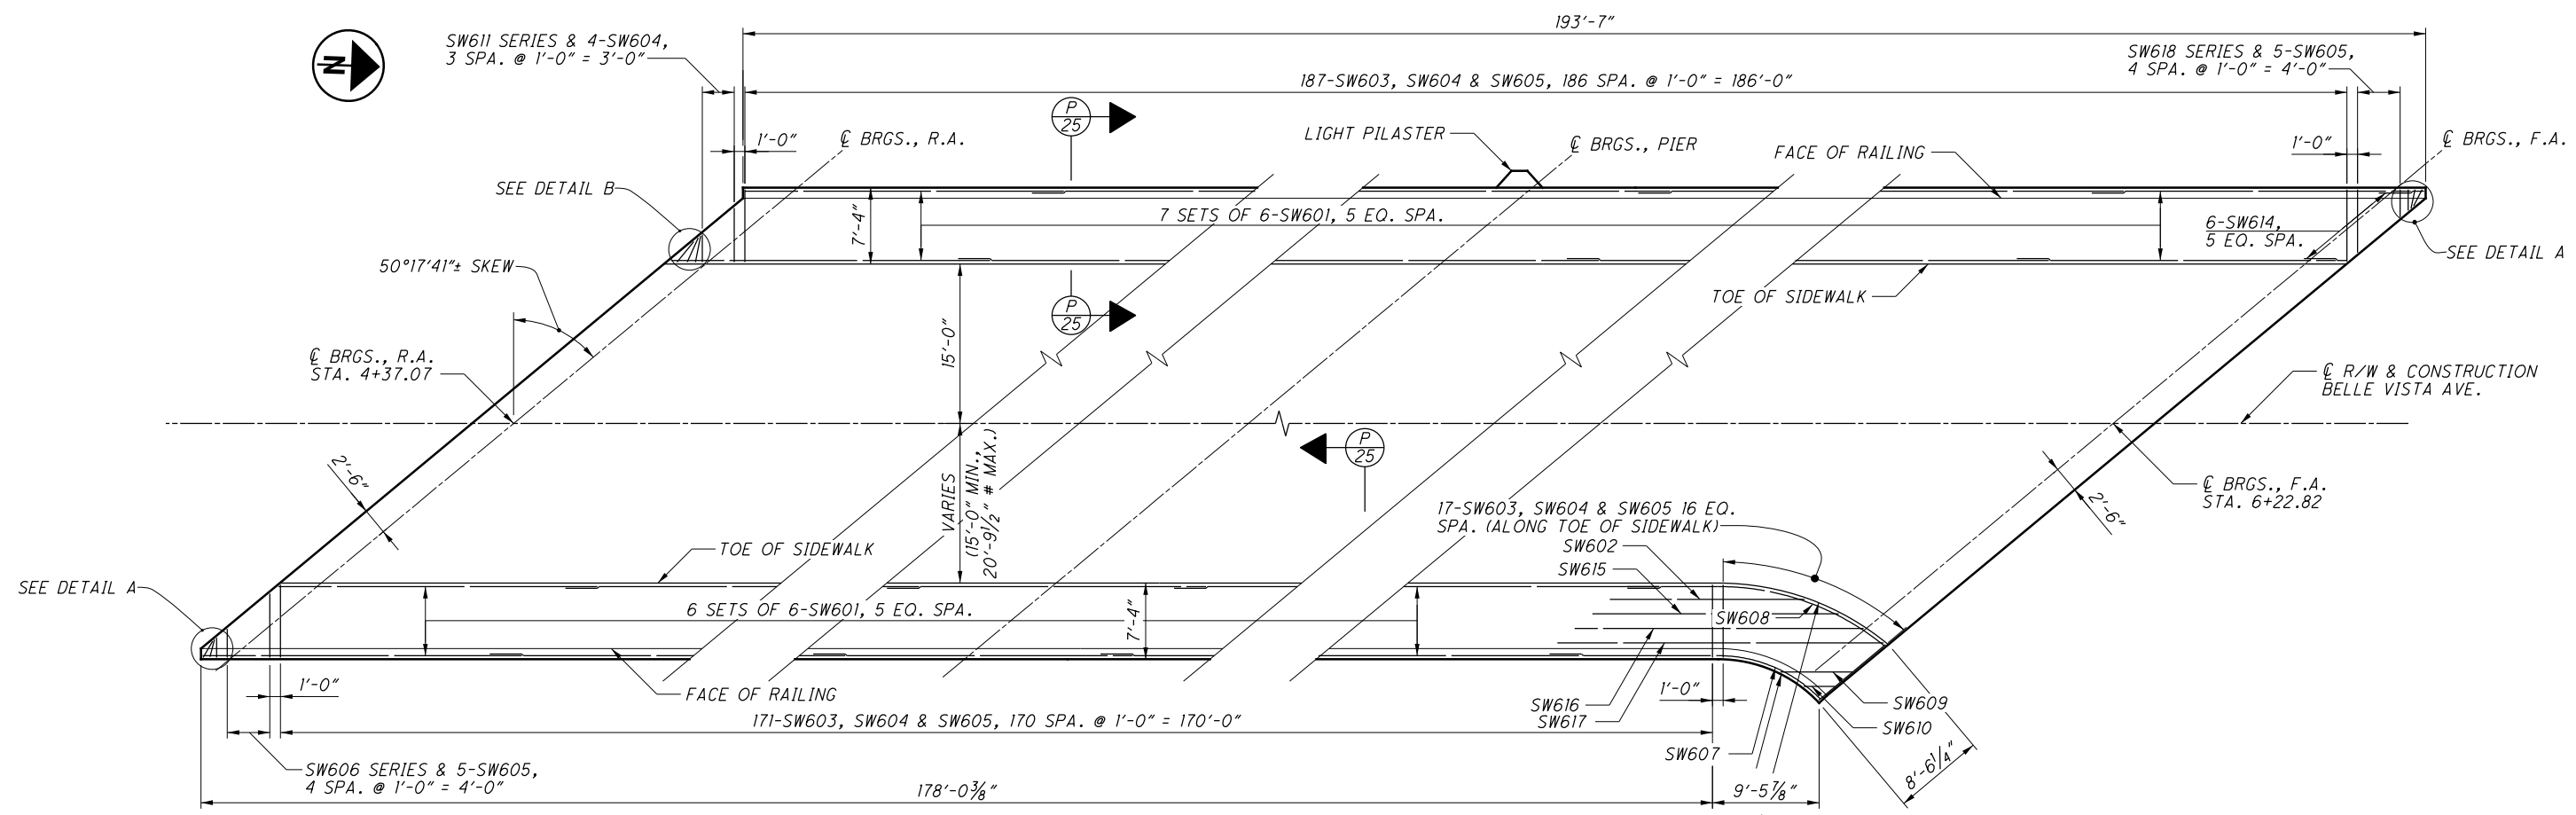 193'-7"
SW611 SERIES & 4-SW604,
3 SPA. @ 1'-0" = 3'-0"
SW618 SERIES & 5-SW605,
4 SPA. @ 1'-0" = 4'-0"
N
187-SW603, SW604 & SW605, 186 SPA. @ 1'-0" = 186'-0"
P
25
1'-0"
℄ BRGS., R.A.
LIGHT PILASTER
℄ BRGS., PIER
FACE OF RAILING
1'-0"
℄ BRGS., F.A.
SEE DETAIL B
7'-4"
7 SETS OF 6-SW601, 5 EQ. SPA.
6-SW614,
5 EQ. SPA.
SEE DETAIL A
50°17'41"± SKEW
P
25
TOE OF SIDEWALK
15'-0"
℄ BRGS., R.A.
STA. 4+37.07
℄ R/W & CONSTRUCTION
BELLE VISTA AVE.
P
25
2'-6"
VARIES
(15'-0" MIN.,
20'-9½" # MAX.)
℄ BRGS., F.A.
STA. 6+22.82
2'-6"
17-SW603, SW604 & SW605 16 EQ.
SPA. (ALONG TOE OF SIDEWALK)
SW602
SW615
TOE OF SIDEWALK
SEE DETAIL A
6 SETS OF 6-SW601, 5 EQ. SPA.
7'-4"
SW608
1'-0"
FACE OF RAILING
1'-0"
SW616
SW617
SW609
SW610
171-SW603, SW604 & SW605, 170 SPA. @ 1'-0" = 170'-0"
SW607
SW606 SERIES & 5-SW605,
4 SPA. @ 1'-0" = 4'-0"
8'-6¼"
178'-0⅜"
9'-5⅞"